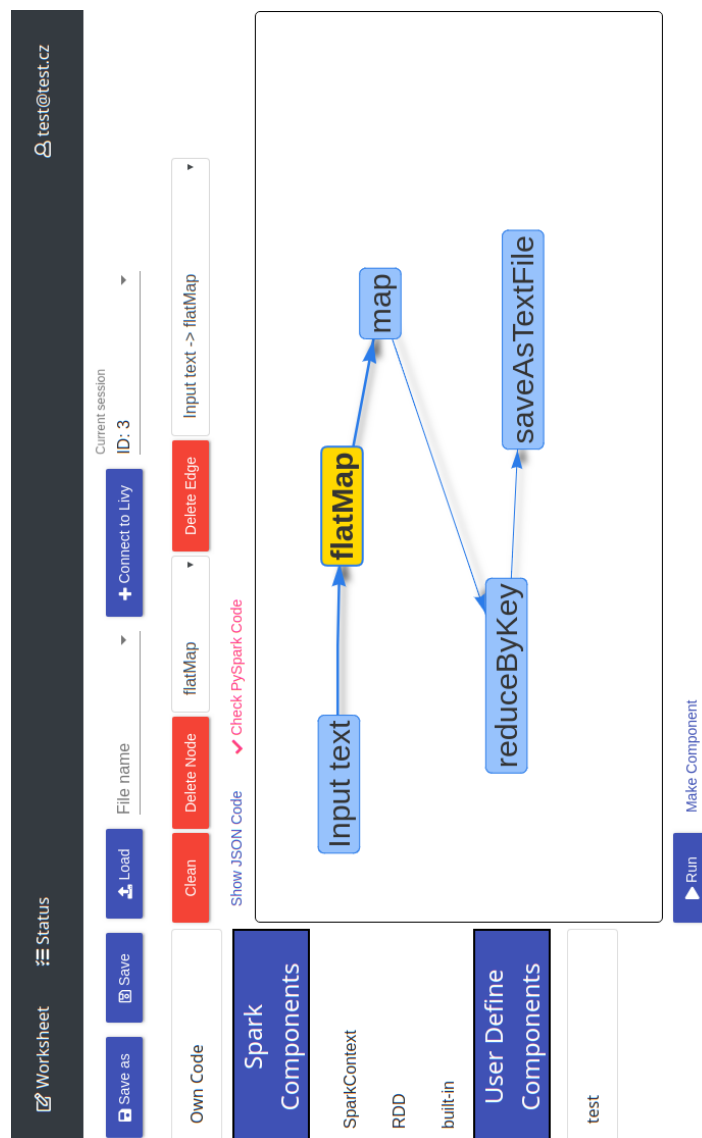 Worksheet
Status
test@test.cz
Save as
Save
Load
File name
Connect to Livy
Current session
ID: 3
Own Code
Clean
Delete Node
flatMap
Delete Edge
Input text -> flatMap
Show JSON Code
Check PySpark Code
Spark
Components
SparkContext
RDD
built-in
User Define
Components
test
Input text
flatMap
map
reduceByKey
saveAsTextFile
Run
Make Component